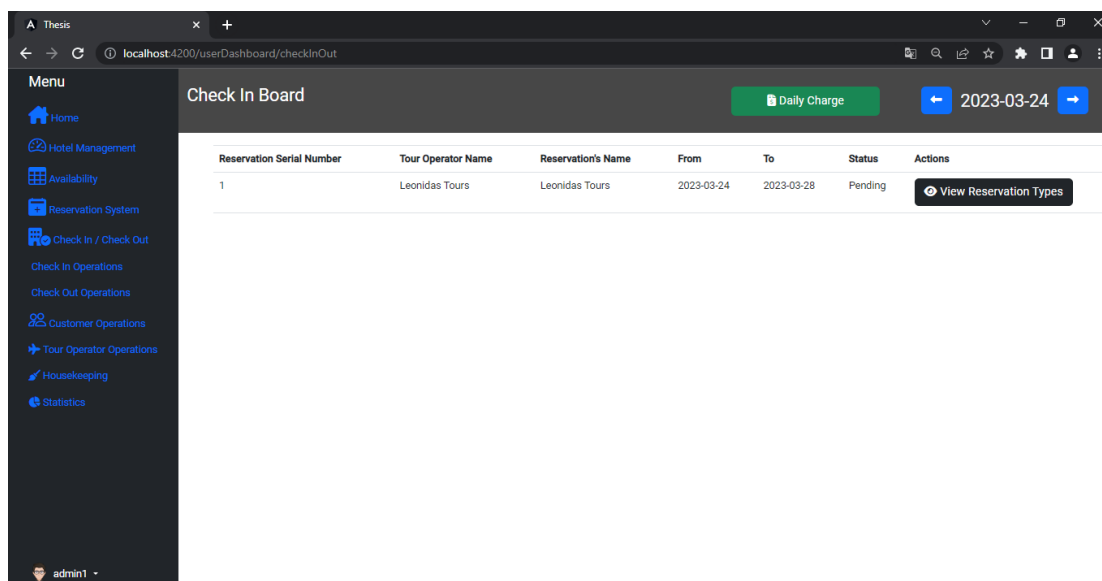 Thesis
localhost:4200/userDashboard/checkInOut
Menu
Home
Hotel Management
Availability
Reservation System
Check In / Check Out
Check In Operations
Check Out Operations
Customer Operations
Tour Operator Operations
Housekeeping
Statistics
admin1
Check In Board
Daily Charge
2023-03-24
Reservation Serial Number Tour Operator Name Reservation's Name From To Status Actions
1 Leonidas Tours Leonidas Tours 2023-03-24 2023-03-28 Pending View Reservation Types